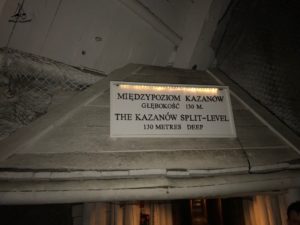 MIĘDZYPOZIOM KAZANÓW
GŁĘBOKOŚĆ 130 M.
THE KAZANÓW SPLIT-LEVEL
130 METRES DEEP